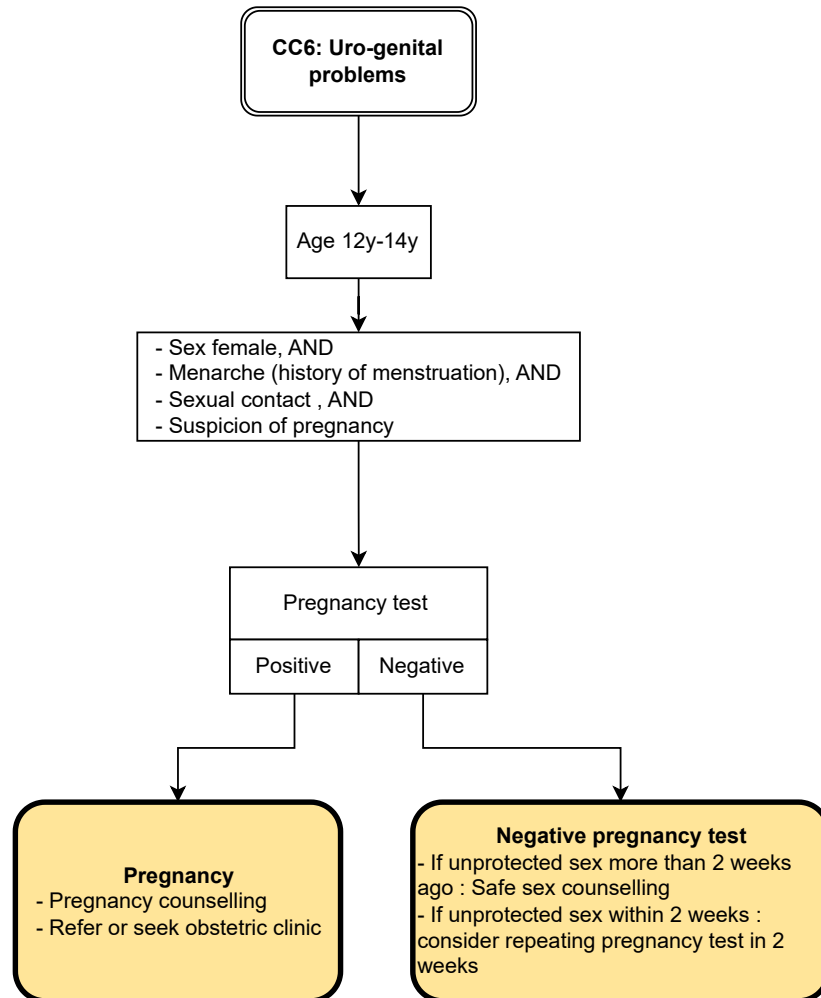 CC6: Uro-genital
problems
Age 12y-14y
- Sex female, AND
- Menarche (history of menstruation), AND
- Sexual contact , AND
- Suspicion of pregnancy
Pregnancy test
Positive
Negative
Pregnancy
- Pregnancy counselling
- Refer or seek obstetric clinic
Negative pregnancy test
- If unprotected sex more than 2 weeks
ago : Safe sex counselling
- If unprotected sex within 2 weeks :
consider repeating pregnancy test in 2
weeks